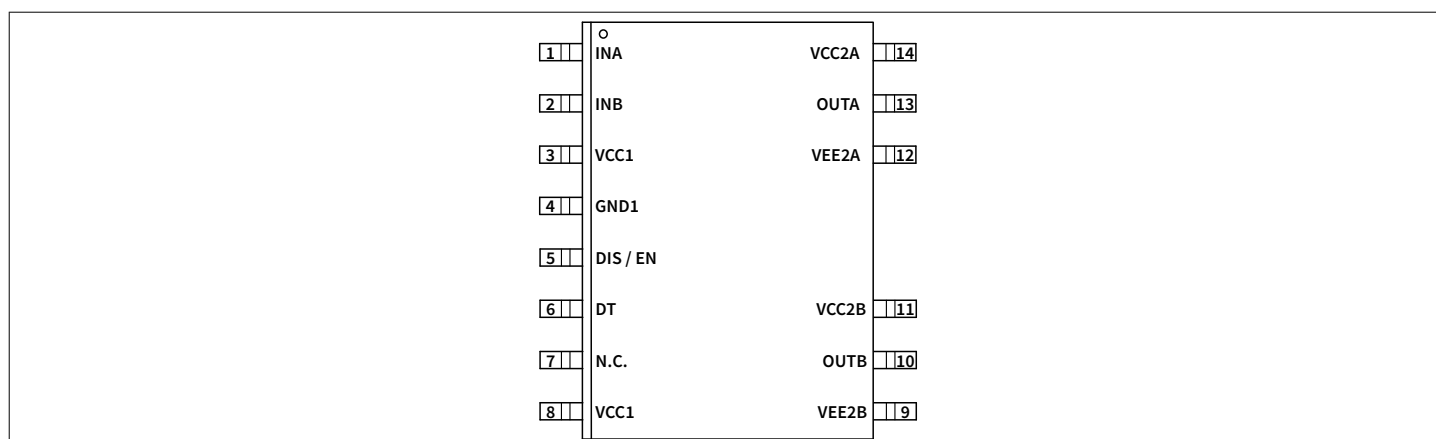 1 INA VCC2A 14
2 INB OUTA 13
3 VCC1 VEE2A 12
4 GND1
5 DIS / EN
6 DT VCC2B 11
7 N.C. OUTB 10
8 VCC1 VEE2B 9